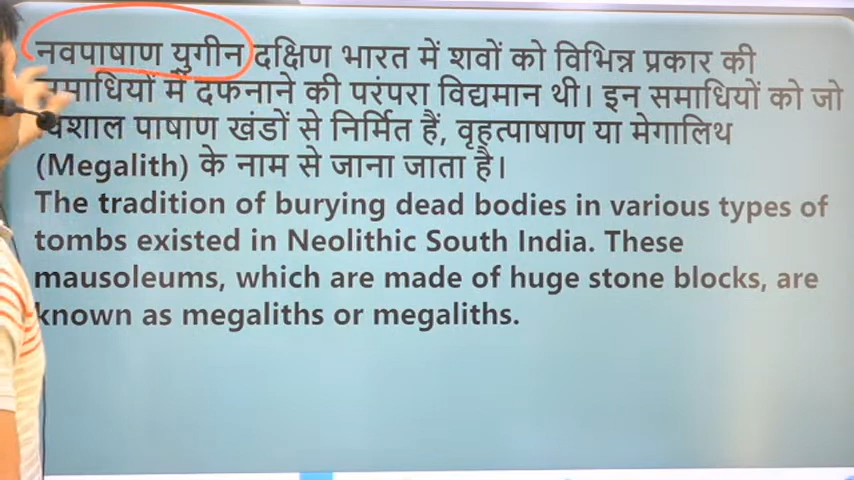 नवपाषाण युगीन दक्षिण भारत में शवों को विभिन्न प्रकार की
समाधियों में दफनाने की परंपरा विद्यमान थी। इन समाधियों को जो
पाषाण खंडों से निर्मित हैं, वृहत्पाषाण या मेगालिथ
(Megalith) के नाम से जाना जाता है।
The tradition of burying dead bodies in various types of
tombs existed in Neolithic South India. These
mausoleums, which are made of huge stone blocks, are
known as megaliths or megaliths.